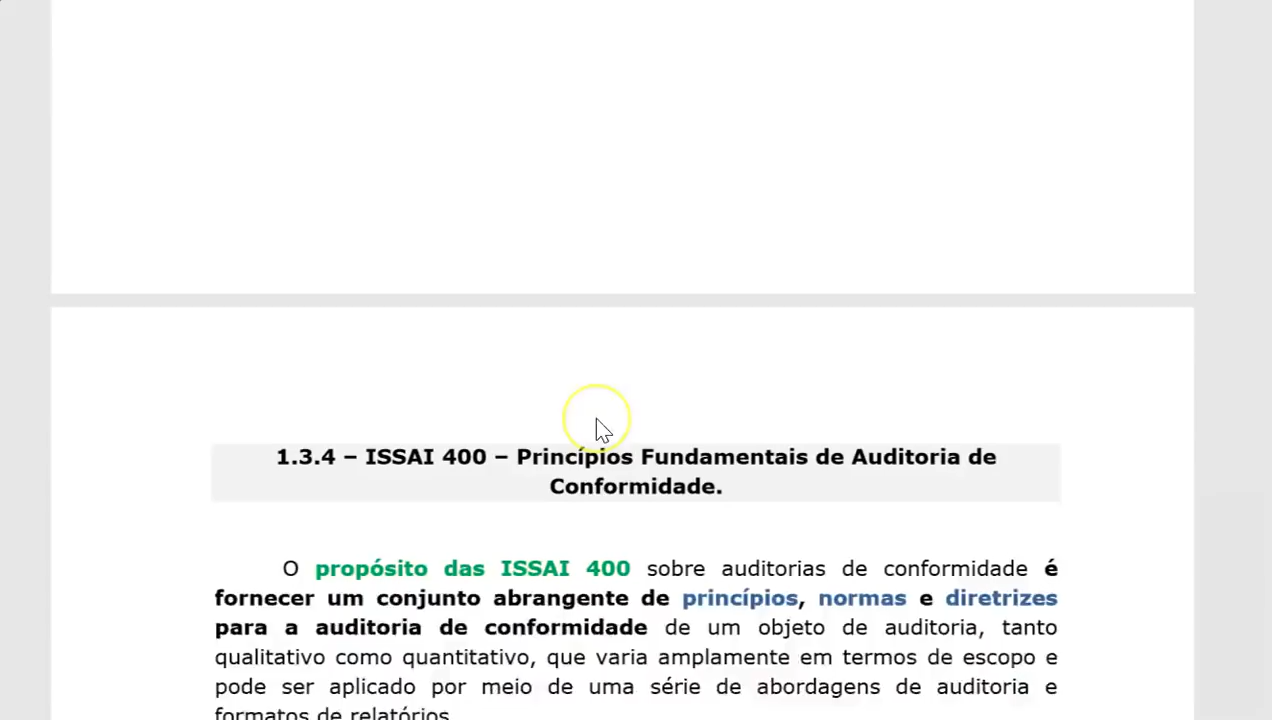 1.3.4 – ISSAI 400 – Princípios Fundamentais de Auditoria de
Conformidade.
O propósito das ISSAI 400 sobre auditorias de conformidade é
fornecer um conjunto abrangente de princípios, normas e diretrizes
para a auditoria de conformidade de um objeto de auditoria, tanto
qualitativo como quantitativo, que varia amplamente em termos de escopo e
pode ser aplicado por meio de uma série de abordagens de auditoria e
formatos de relatórios.